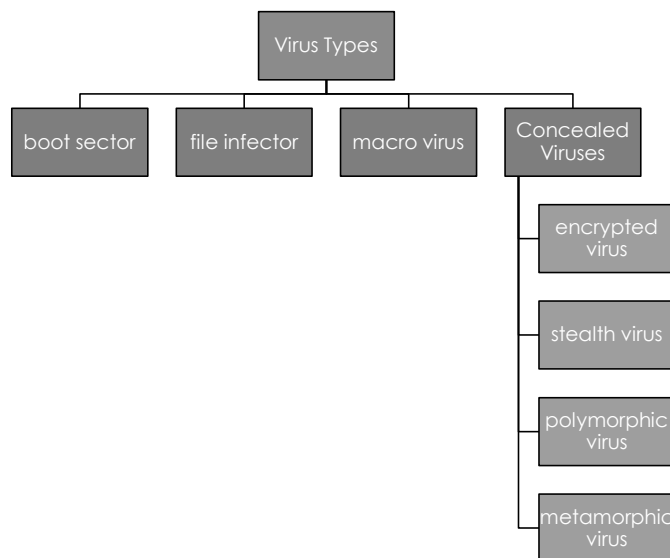 Virus Types
boot sector
file infector
macro virus
Concealed
Viruses
encrypted
virus
stealth virus
polymorphic
virus
metamorphic
virus